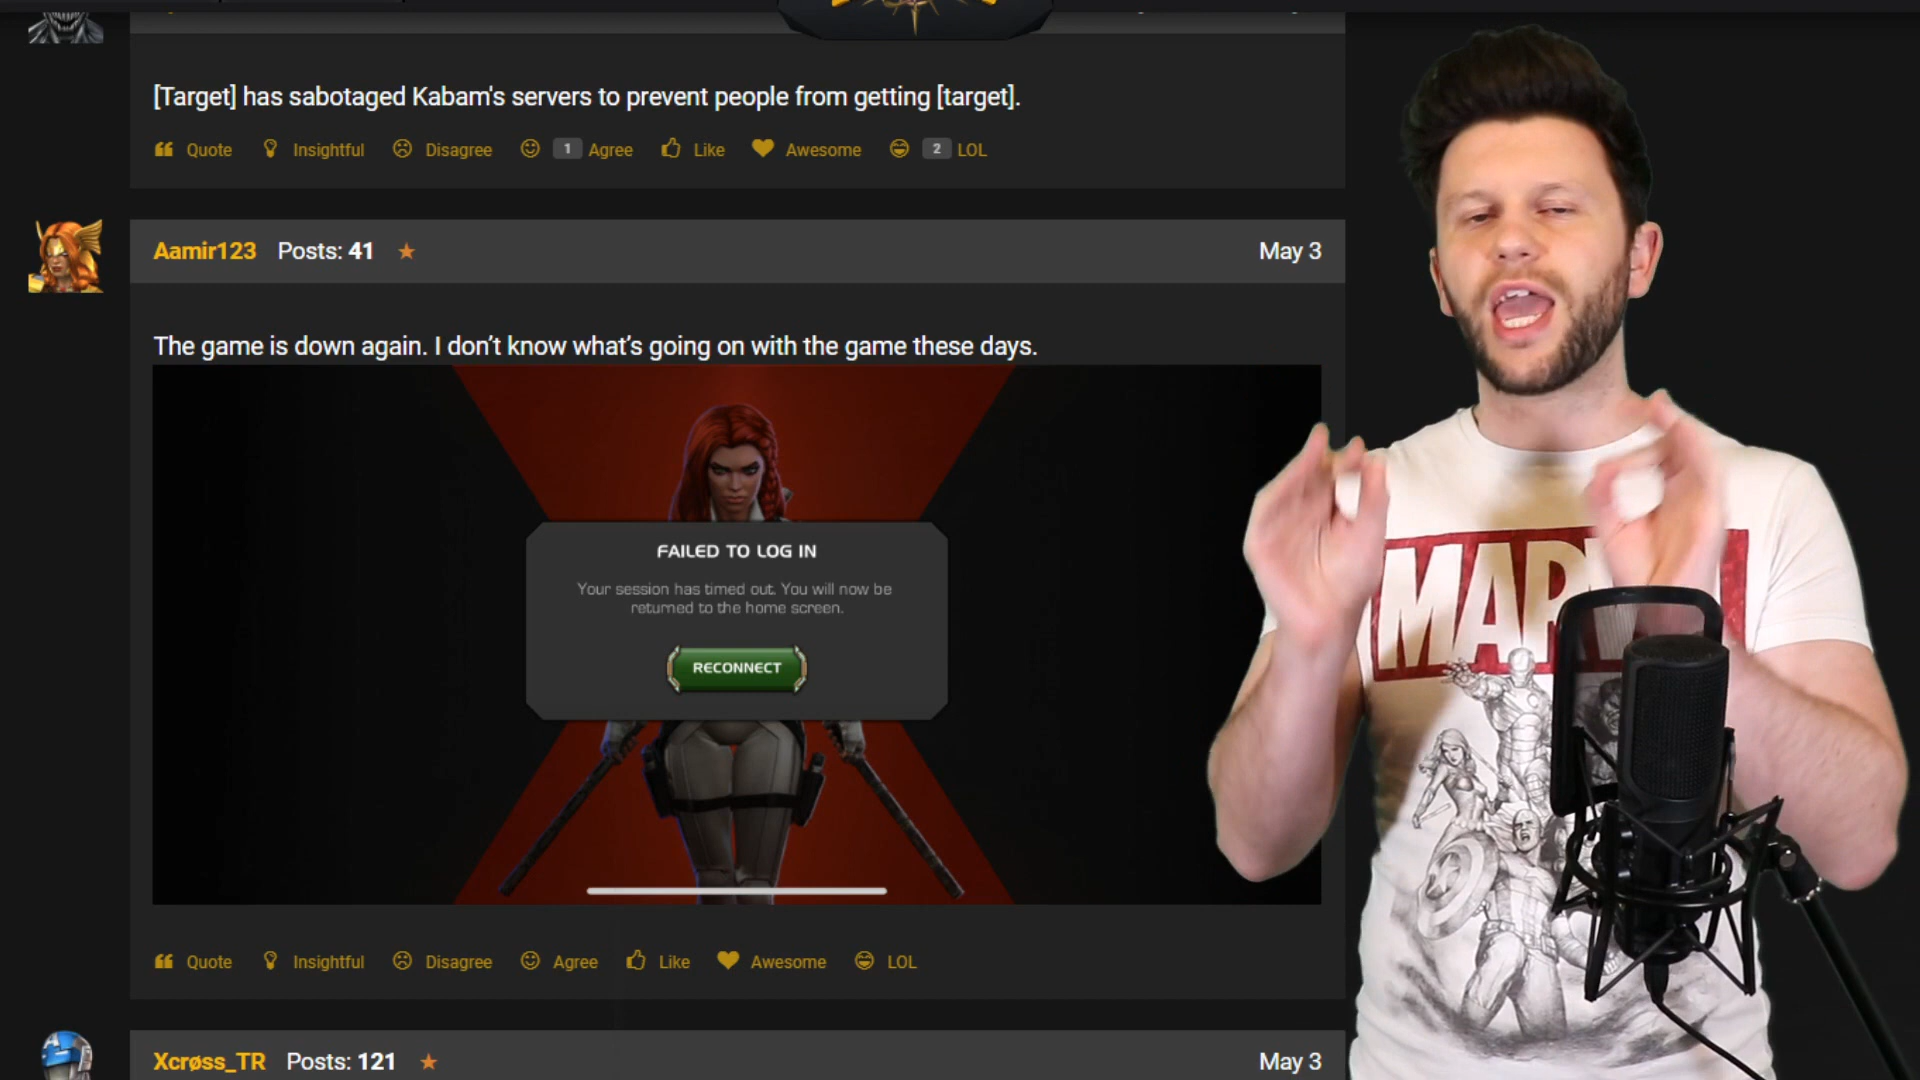 [Target] has sabotaged Kabam's servers to prevent people from getting [target].
Quote Insightful Disagree 1 Agree Like Awesome 2 LOL
Aamir123 Posts: 41 May 3
The game is down again. I don't know what's going on with the game these days.
FAILED TO LOG IN
Your session has timed out. You will now be
returned to the home screen.
RECONNECT
Quote Insightful Disagree Agree Like Awesome LOL
Xcrøss_TR Posts: 121 May 3